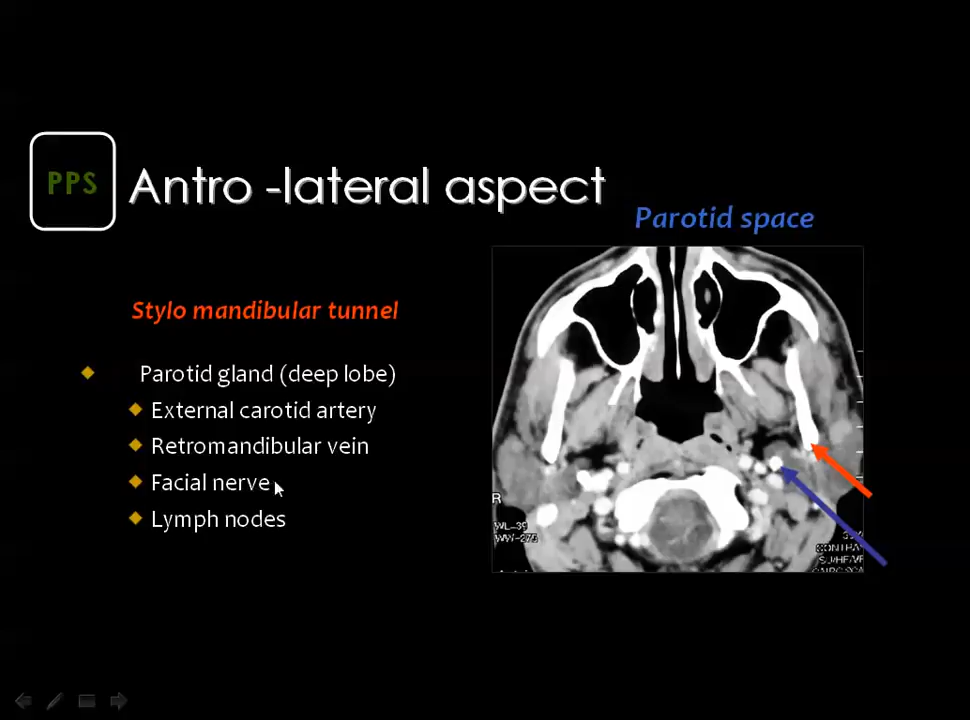 PPS
Antro -lateral aspect
Parotid space
Stylo mandibular tunnel
Parotid gland (deep lobe)
External carotid artery
Retromandibular vein
Facial nerve
Lymph nodes
R